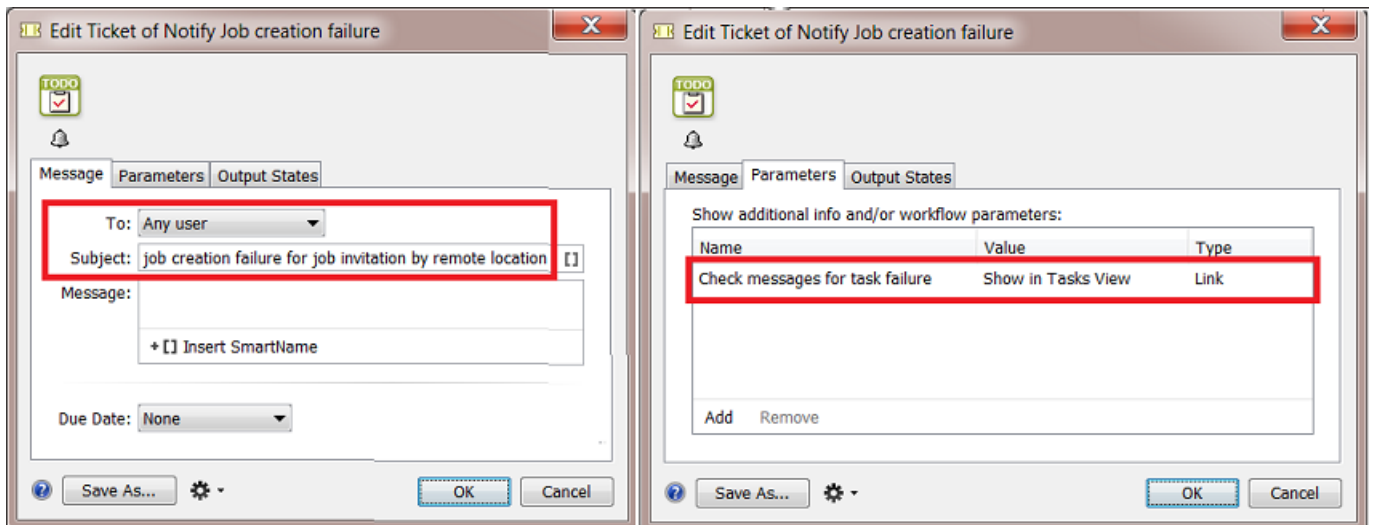 Edit Ticket of Notify Job creation failure
TODO
Message Parameters Output States
To: Any user
Subject: job creation failure for job invitation by remote location []
Message:
+[] Insert SmartName
Due Date: None
? Save As... OK Cancel
Edit Ticket of Notify Job creation failure
TODO
Message Parameters Output States
Show additional info and/or workflow parameters:
Name Value Type
Check messages for task failure Show in Tasks View Link
Add Remove
? Save As... OK Cancel